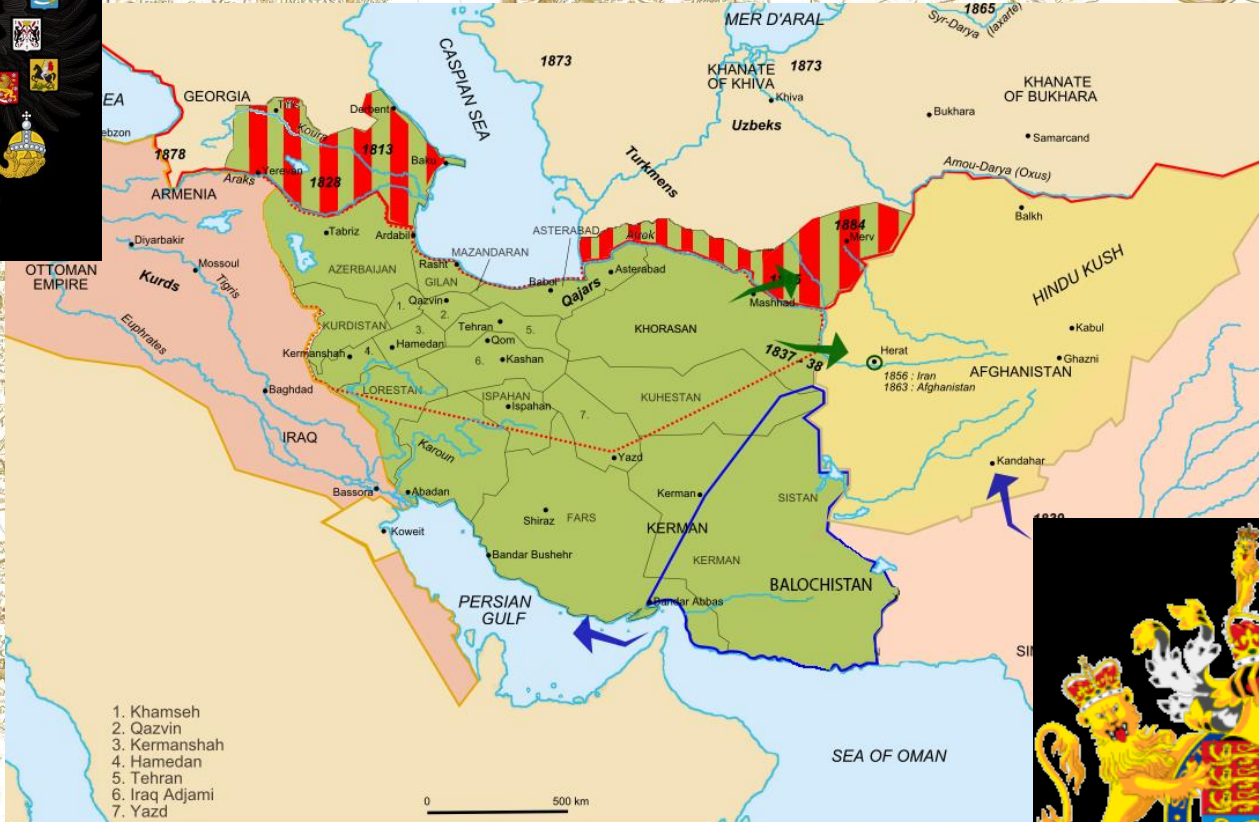 MER D'ARAL
1865
Syr-Darya (Iaxarte)
CASPIAN SEA
1873
KHANATE
OF KHIVA
1873
KHANATE
OF BUKHARA
EA
GEORGIA
Khiva
Bukhara
ebzon
Derbent
Uzbeks
Samarcand
Koura
1878
1813
Baku
Turkmens
Amou-Darya (Oxus)
Araks
Yerevan
1828
ARMENIA
Balkh
Diyarbakir
Tabriz
Ardabil
ASTERABAD
1884
Merv
MAZANDARAN
OTTOMAN
EMPIRE
Mossoul
AZERBAIJAN
Rasht
Asterabad
HINDU KUSH
Kurds
Tigris
GILAN
Babol
Qajars
Mashhad
1.
Qazvin
2.
Euphrates
KURDISTAN
3.
Tehran
5.
KHORASAN
Kabul
Kermanshah
4.
Hamedan
Qom
1837 - 38
Herat
Ghazni
6.
Kashan
1856 : Iran
1863 : Afghanistan
AFGHANISTAN
Baghdad
LORESTAN
ISPAHAN
Ispahan
7.
KUHESTAN
IRAQ
Karoun
Yazd
Kandahar
Bassora
Abadan
Kerman
SISTAN
Shiraz
FARS
KERMAN
Koweit
Bandar Bushehr
KERMAN
BALOCHISTAN
PERSIAN
GULF
Bandar Abbas
SEA OF OMAN
1. Khamseh
2. Qazvin
3. Kermanshah
4. Hamedan
5. Tehran
6. Iraq Adjami
7. Yazd
0
500 km